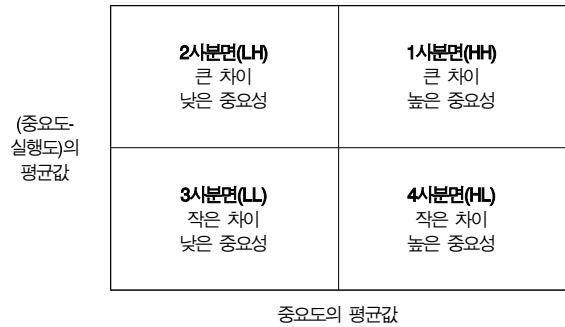 2사분면(LH)
큰 차이
낮은 중요성
1사분면(HH)
큰 차이
높은 중요성
(중요도-
실행도)의
평균값
3사분면(LL)
작은 차이
낮은 중요성
4사분면(HL)
작은 차이
높은 중요성
중요도의 평균값